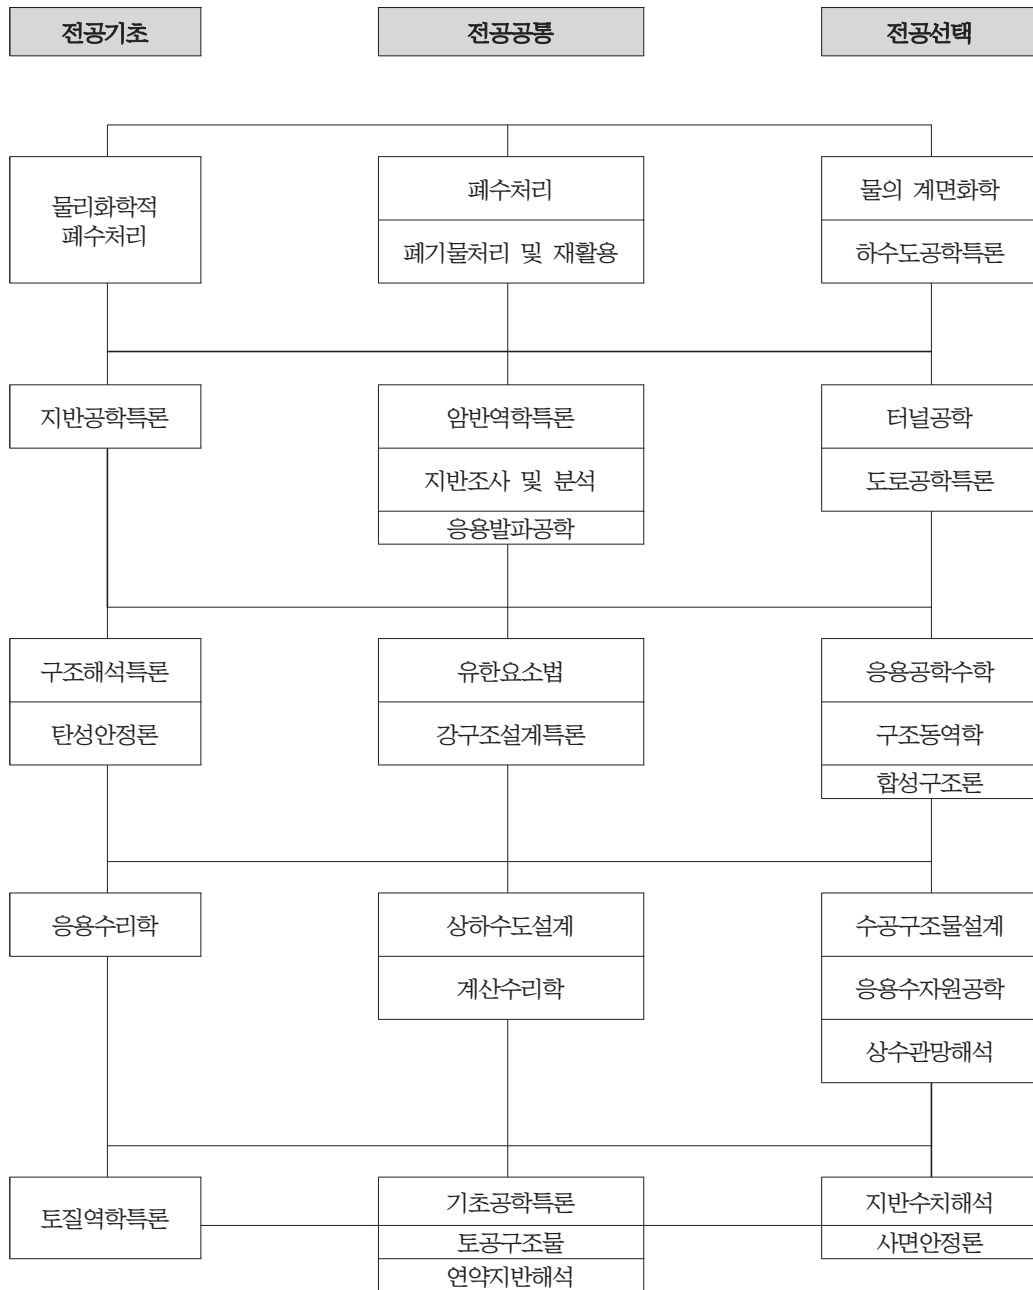 전공기초
전공공통
전공선택
물리화학적
폐수처리
폐수처리
폐기물처리 및 재활용
물의 계면화학
하수도공학특론
지반공학특론
암반역학특론
지반조사 및 분석
응용발파공학
터널공학
도로공학특론
구조해석특론
탄성안정론
유한요소법
강구조설계특론
응용공학수학
구조동역학
합성구조론
응용수리학
상하수도설계
계산수리학
수공구조물설계
응용수자원공학
상수관망해석
토질역학특론
기초공학특론
토공구조물
연약지반해석
지반수치해석
사면안정론